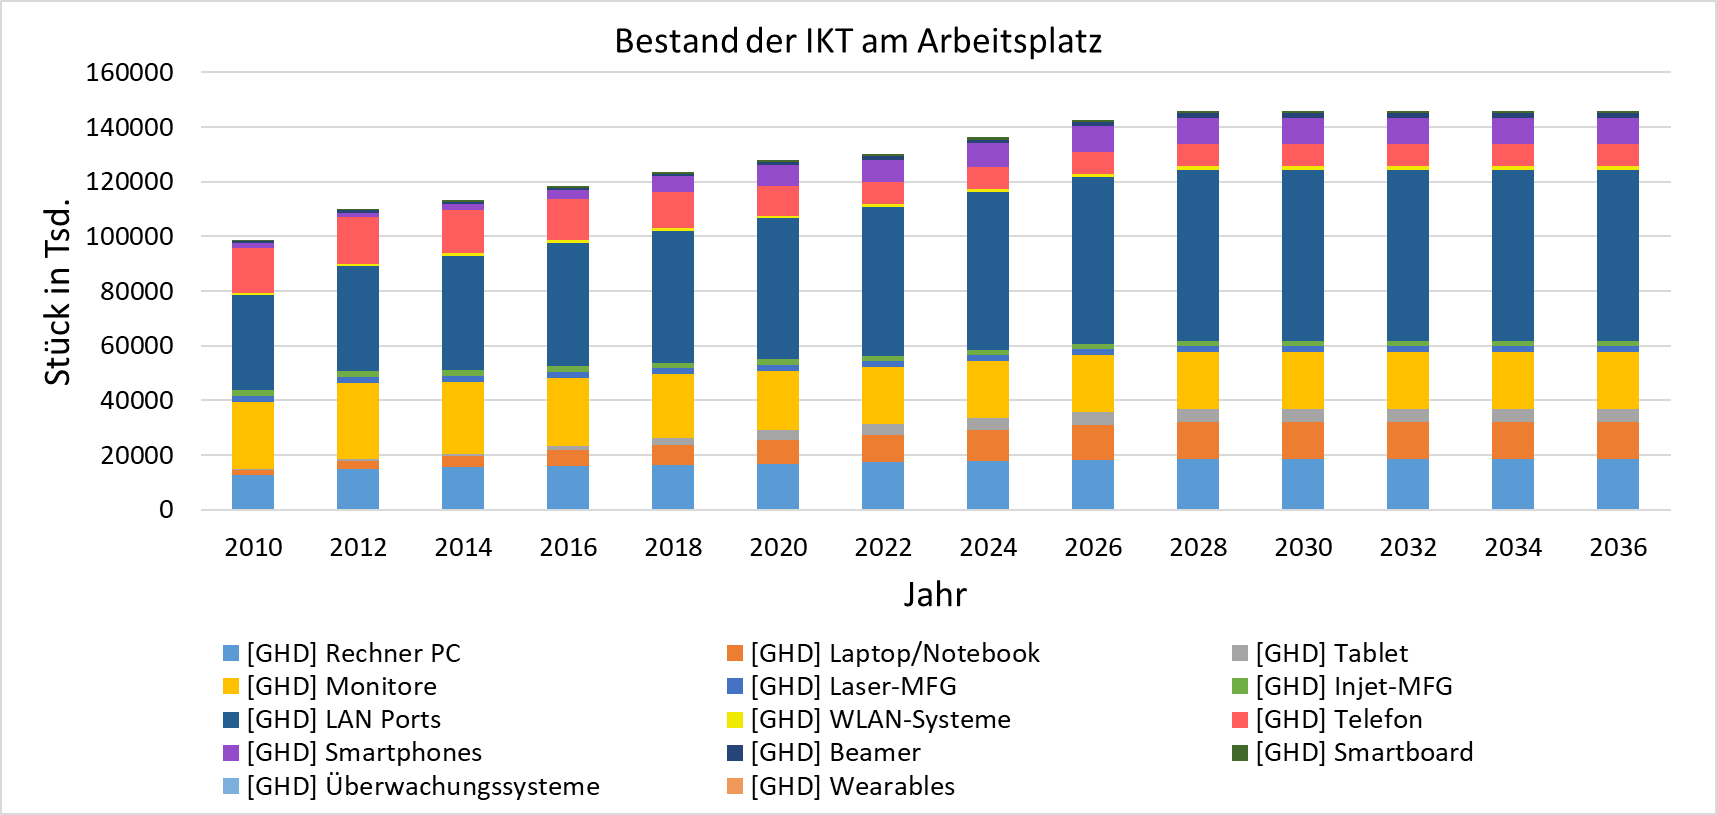 Bestand der IKT am Arbeitsplatz
160000
140000
120000
100000
80000
60000
40000
20000
0
Stück in Tsd.
2010 2012 2014 2016 2018 2020 2022 2024 2026 2028 2030 2032 2034 2036
Jahr
[GHD] Rechner PC [GHD] Laptop/Notebook [GHD] Tablet
[GHD] Monitore [GHD] Laser-MFG [GHD] Injet-MFG
[GHD] LAN Ports [GHD] WLAN-Systeme [GHD] Telefon
[GHD] Smartphones [GHD] Beamer [GHD] Smartboard
[GHD] Überwachungssysteme [GHD] Wearables